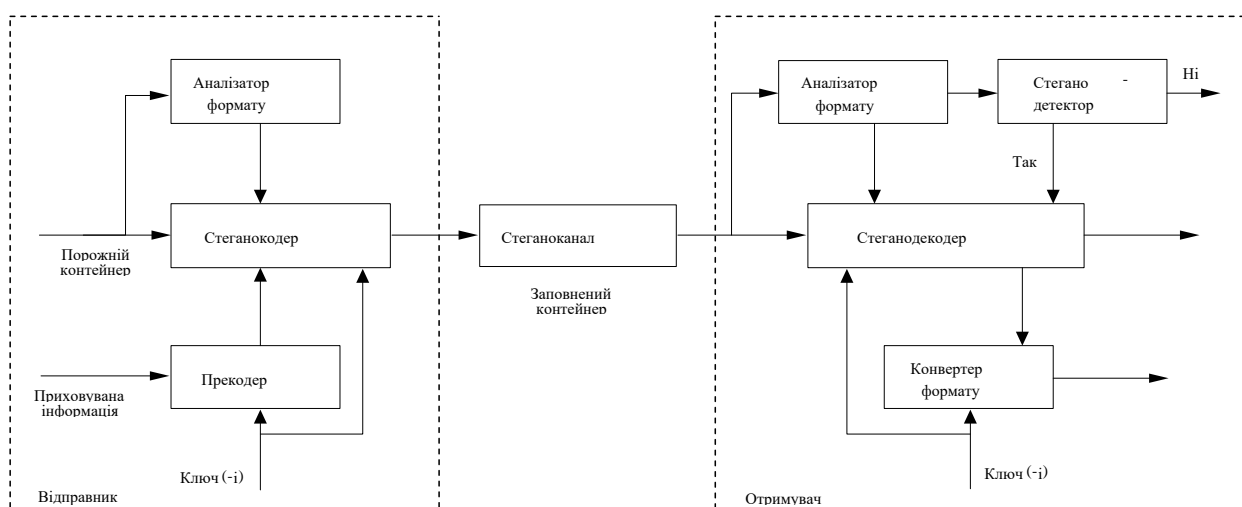 Аналізатор
формату
Аналізатор
формату
Стегано -
детектор
Ні
Так
Стеганокодер
Стеганоканал
Стеганодекодер
Порожній
контейнер
Заповнений
контейнер
Прекодер
Конвертер
формату
Приховувана
інформація
Ключ (-і)
Ключ (-і)
Відправник
Отримувач